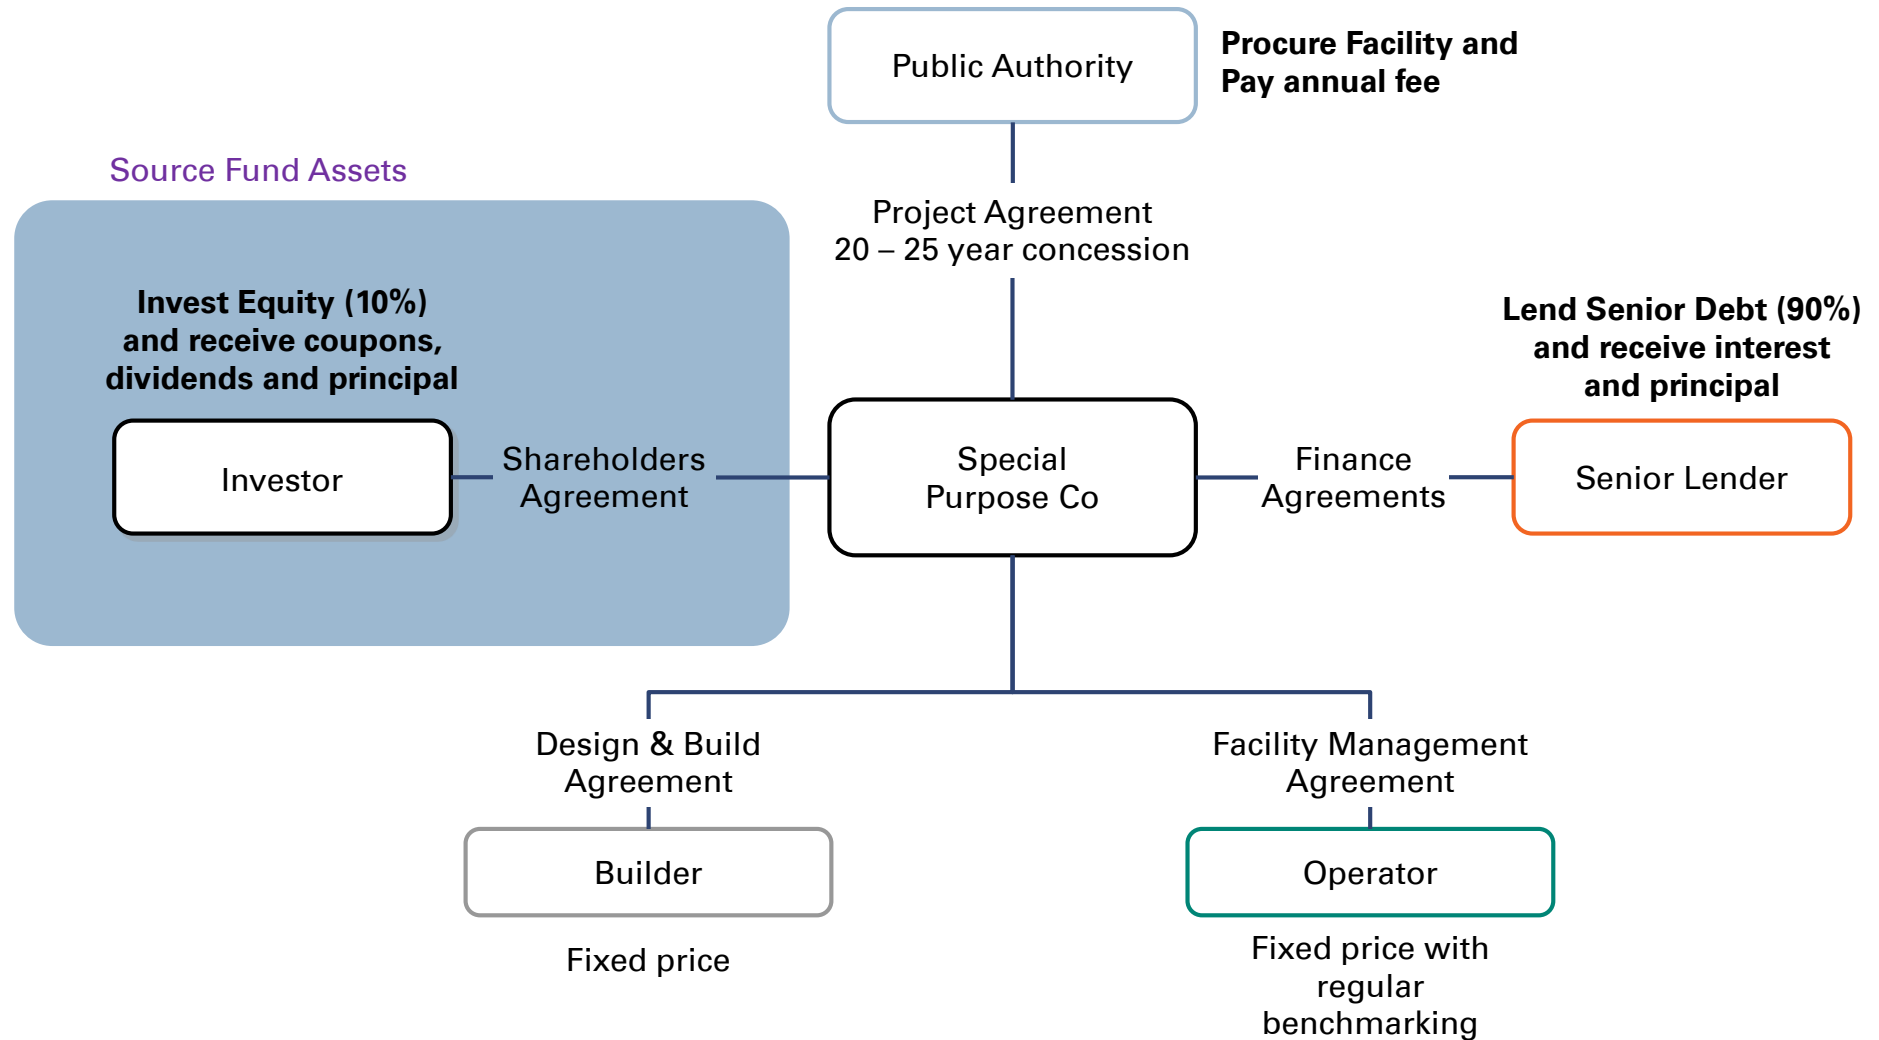 Public Authority
Procure Facility and
Pay annual fee
Source Fund Assets
Project Agreement
20 – 25 year concession
Invest Equity (10%)
and receive coupons,
dividends and principal
Lend Senior Debt (90%)
and receive interest
and principal
Investor
Shareholders
Agreement
Special
Purpose Co
Finance
Agreements
Senior Lender
Design & Build
Agreement
Facility Management
Agreement
Builder
Operator
Fixed price
Fixed price with
regular
benchmarking